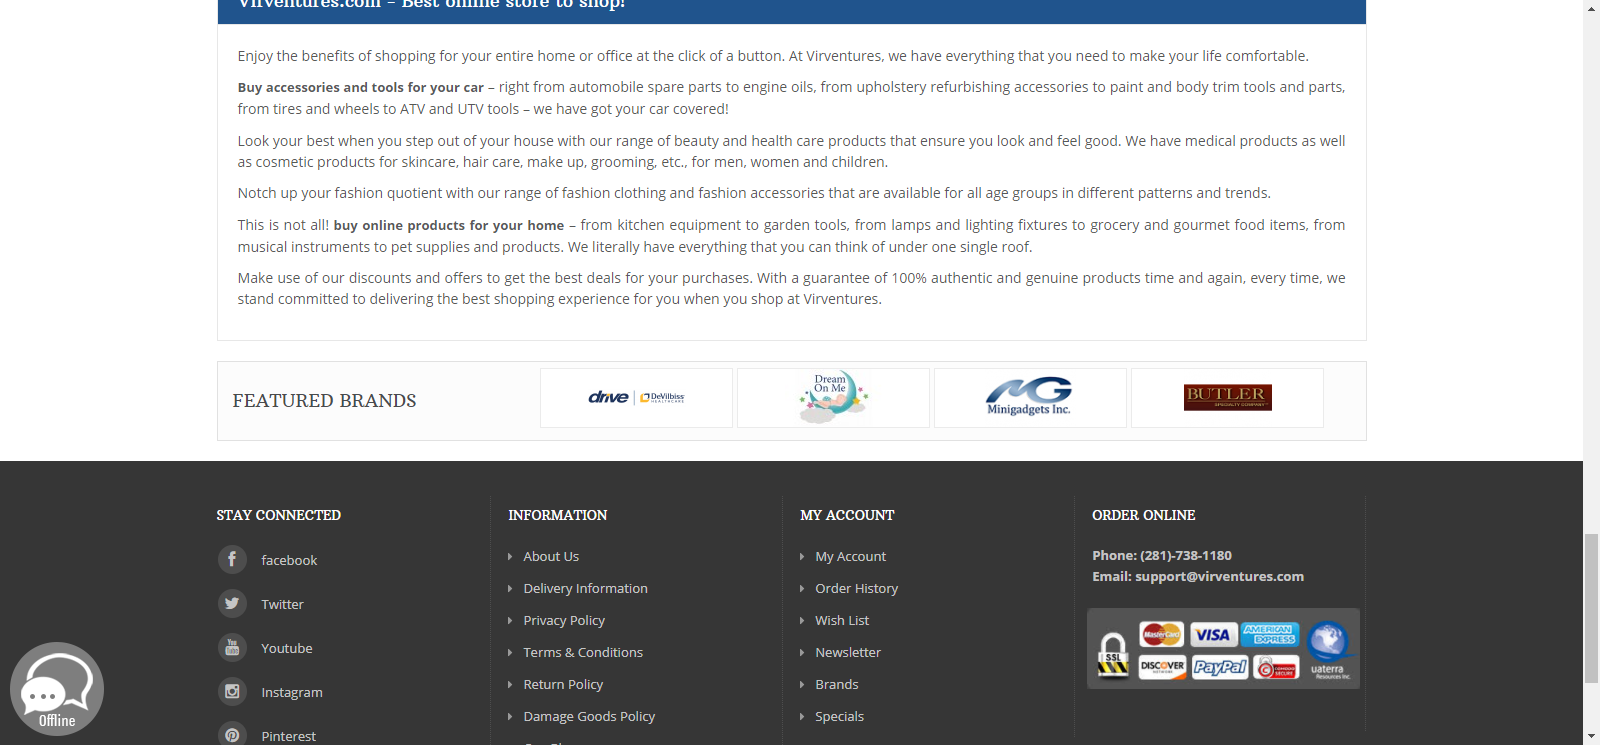 Virventures.com – Best online store to shop!
Enjoy the benefits of shopping for your entire home or office at the click of a button. At Virventures, we have everything that you need to make your life comfortable.
Buy accessories and tools for your car – right from automobile spare parts to engine oils, from upholstery refurbishing accessories to paint and body trim tools and parts,
from tires and wheels to ATV and UTV tools – we have got your car covered!
Look your best when you step out of your house with our range of beauty and health care products that ensure you look and feel good. We have medical products as well
as cosmetic products for skincare, hair care, make up, grooming, etc., for men, women and children.
Notch up your fashion quotient with our range of fashion clothing and fashion accessories that are available for all age groups in different patterns and trends.
This is not all! buy online products for your home – from kitchen equipment to garden tools, from lamps and lighting fixtures to grocery and gourmet food items, from
musical instruments to pet supplies and products. We literally have everything that you can think of under one single roof.
Make use of our discounts and offers to get the best deals for your purchases. With a guarantee of 100% authentic and genuine products time and again, every time, we
stand committed to delivering the best shopping experience for you when you shop at Virventures.
FEATURED BRANDS
drive DeVilbiss
HEALTHCARE
Dream
On Me
MG
Minigadgets Inc.
BUTLER
SPECIALTY COMPANY
STAY CONNECTED
facebook
Twitter
Youtube
Instagram
Pinterest
INFORMATION
About Us
Delivery Information
Privacy Policy
Terms & Conditions
Return Policy
Damage Goods Policy
MY ACCOUNT
My Account
Order History
Wish List
Newsletter
Brands
Specials
ORDER ONLINE
Phone: (281)-738-1180
Email: support@virventures.com
SSL
MasterCard
VISA
AMERICAN EXPRESS
DISCOVER
PayPal
SECURE
uaterra
Resources Inc.
Offline